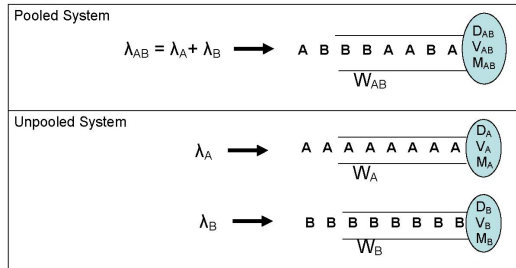 Pooled System
λAB = λA + λB
A B B B A A B A
DAB
VAB
MAB
WAB
Unpooled System
λA
A A A A A A A A
DA
VA
MA
WA
λB
B B B B B B B B
DB
VB
MB
WB